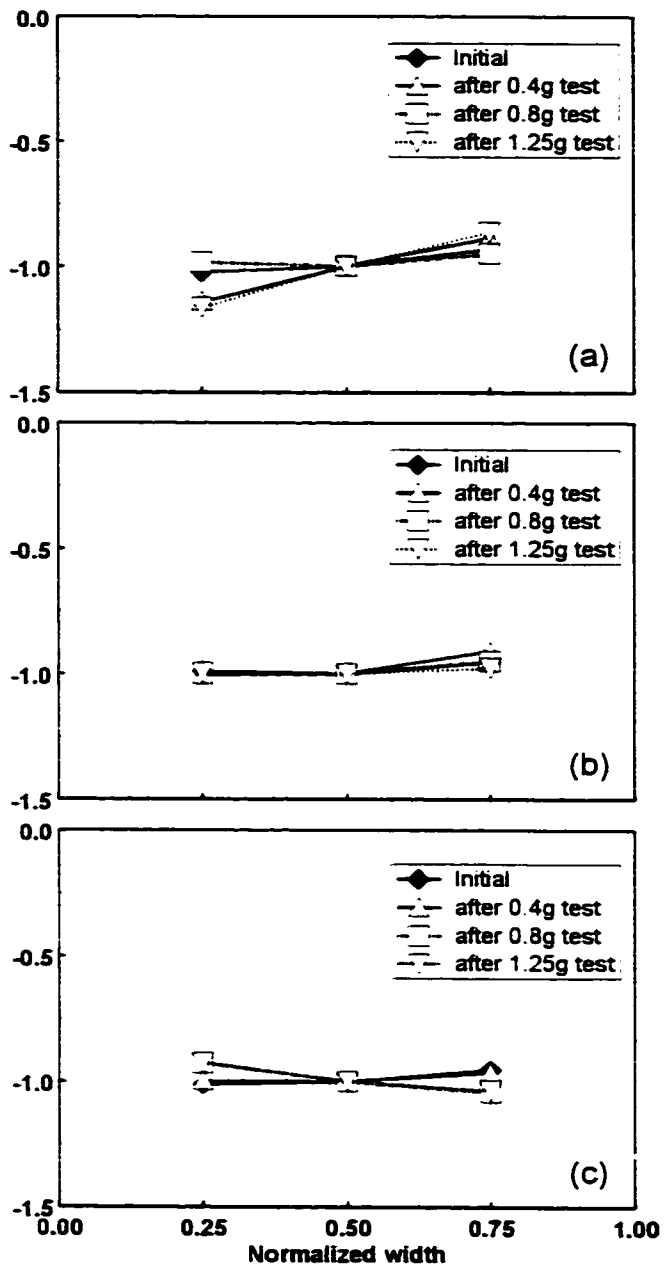 0.0
Initial
after 0.4g test
after 0.8g test
after 1.25g test
-0.5
-1.0
(a)
-1.5
0.0
Initial
after 0.4g test
after 0.8g test
after 1.25g test
-0.5
-1.0
(b)
-1.5
0.0
Initial
after 0.4g test
after 0.8g test
after 1.25g test
-0.5
-1.0
(c)
-1.5
0.00 0.25 0.50 0.75 1.00
Normalized width